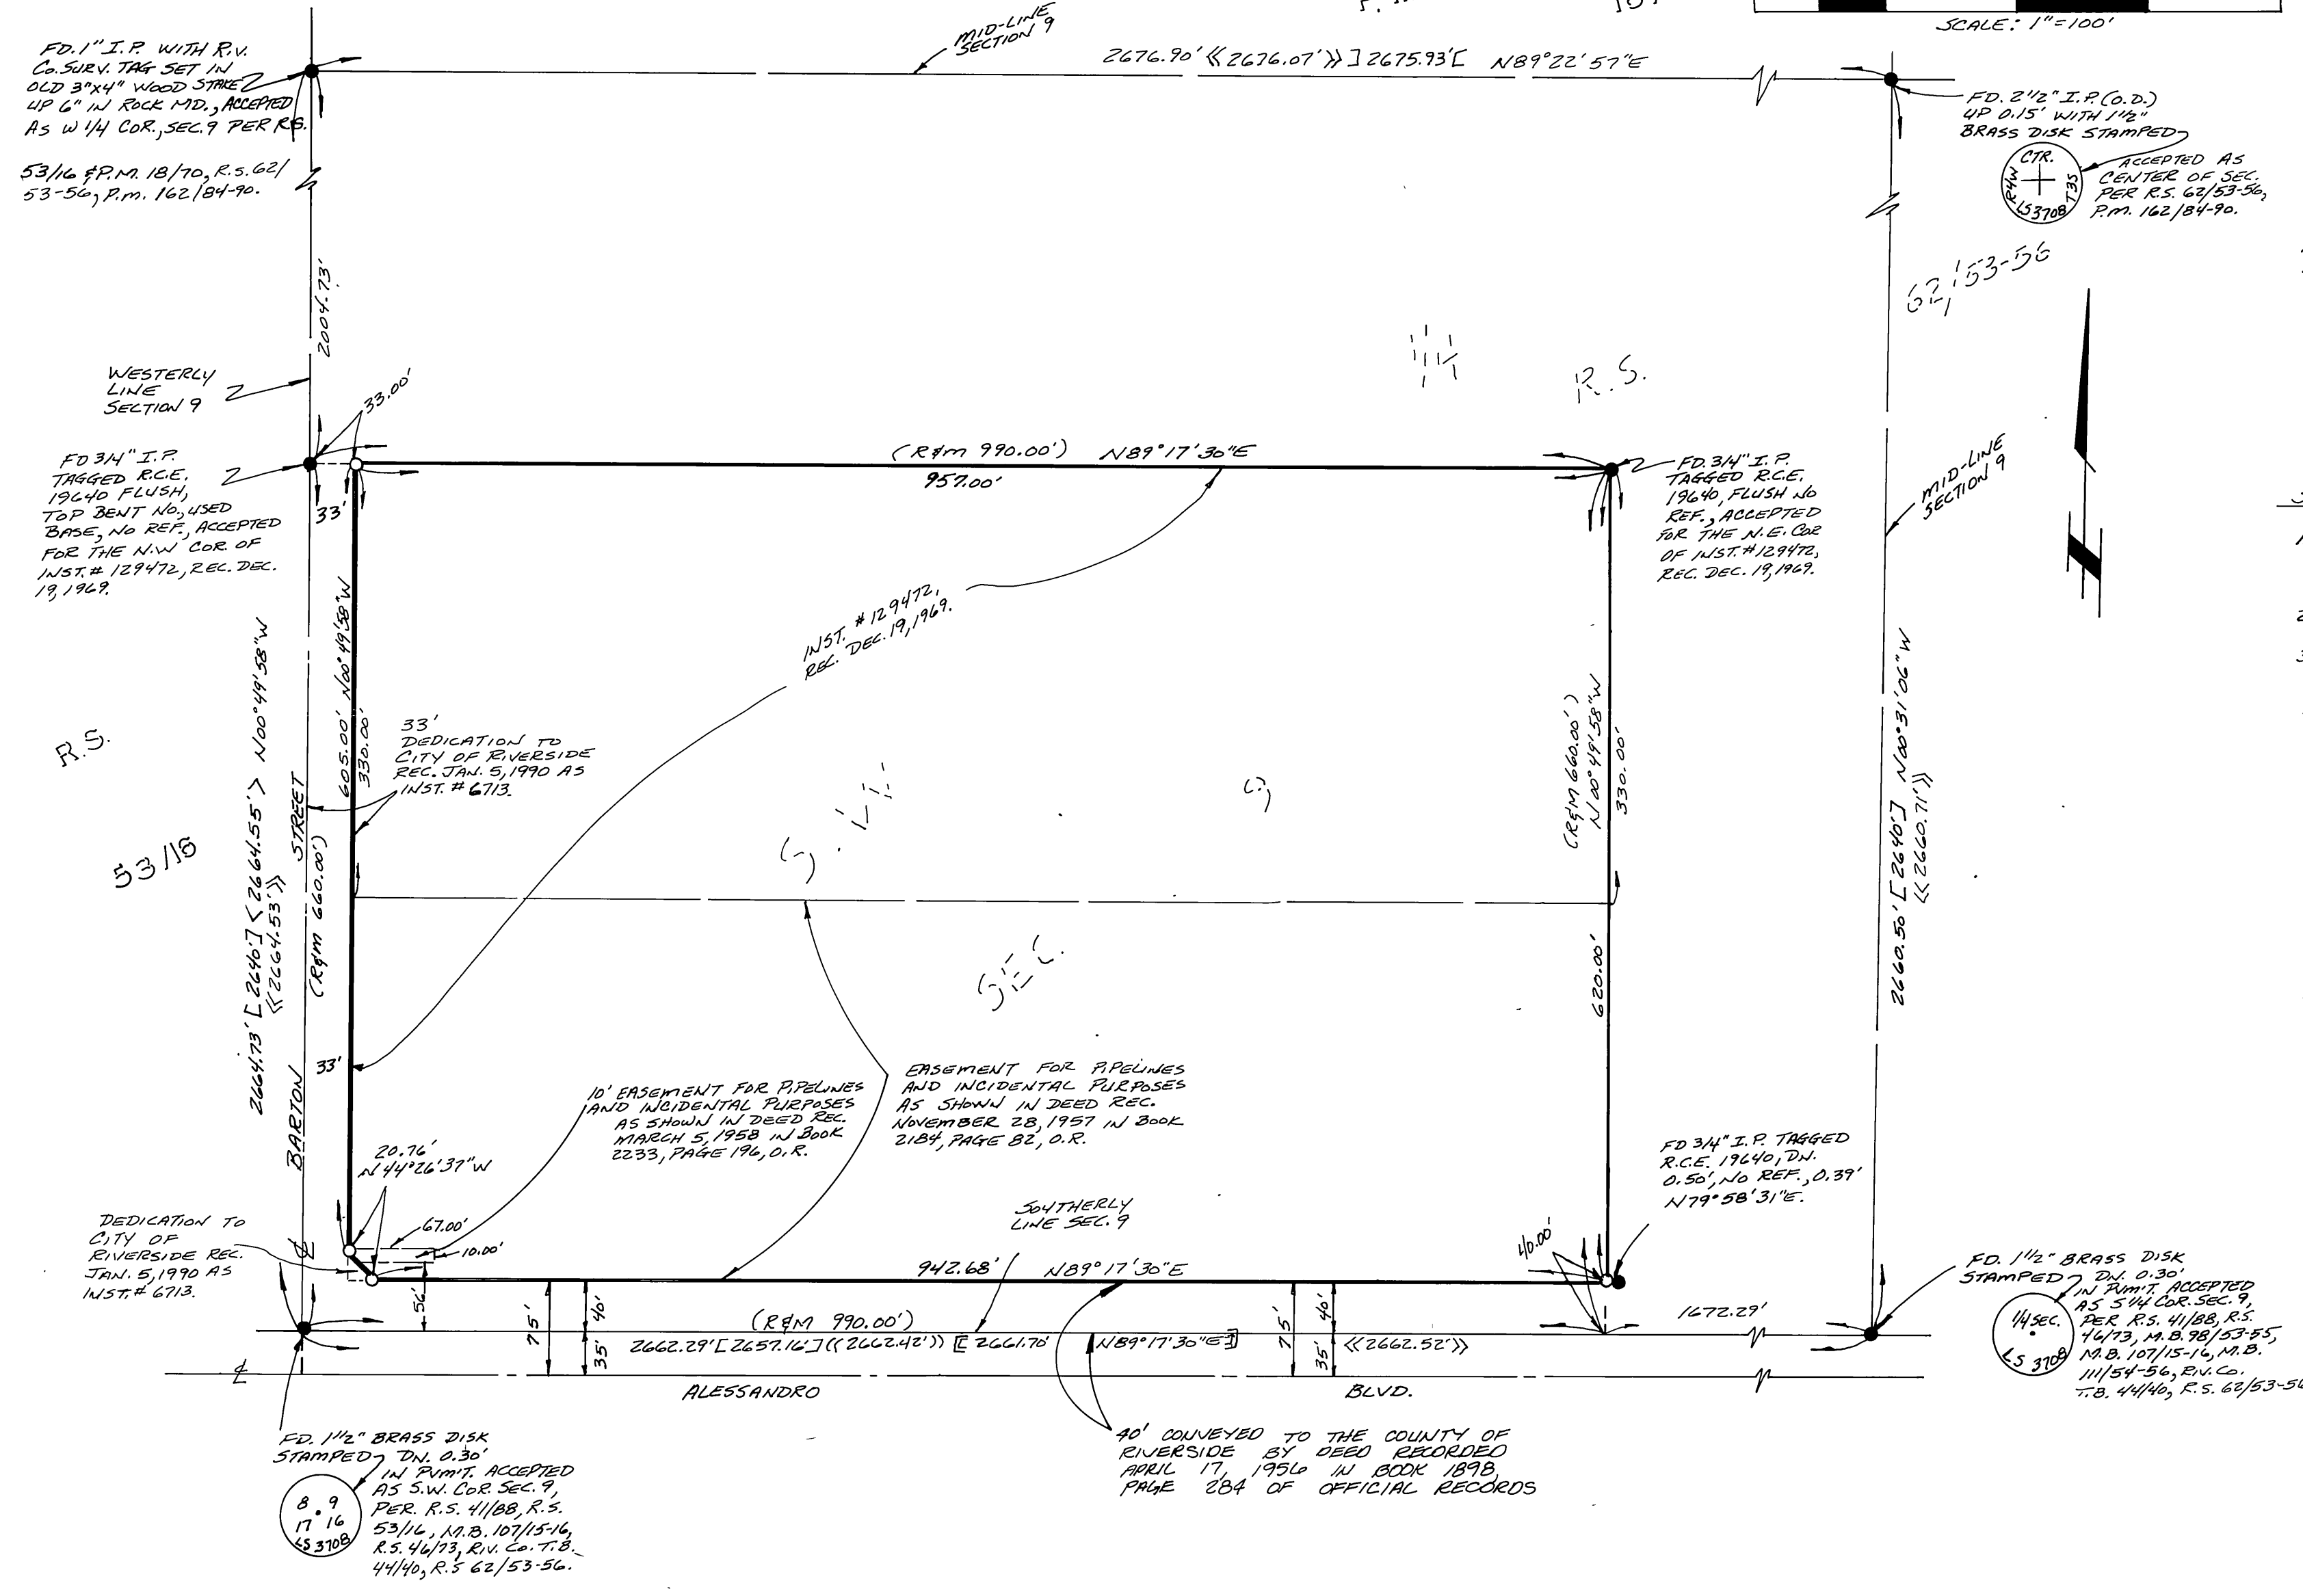 SCALE: 1"=100'
MID-LINE
SECTION 9
2676.90' ⟪2676.07'⟫ ] 2675.93' [ N89°22'57"E
FD. 1" I.P. WITH RIV.
CO. SURV. TAG SET IN
OLD 3"X4" WOOD STAKE
UP 6" IN ROCK MD., ACCEPTED
AS W 1/4 COR., SEC. 9 PER R.S.
53/16 & P.M. 18/70, R.S. 62/
53-56, P.M. 162/84-90.
FD. 2 1/2" I.P. (O.D.)
UP 0.15' WITH 1 1/2"
BRASS DISK STAMPED
CTR.
R4W
T3S
LS 3708
ACCEPTED AS
CENTER OF SEC.
PER R.S. 62/53-56,
P.M. 162/84-90.
62/53-56
2004.73'
WESTERLY
LINE
SECTION 9
33.00'
1/4
R.S.
(R&M 990.00') N89°17'30"E
957.00'
FD 3/4" I.P.
TAGGED R.C.E.
19640 FLUSH,
TOP BENT NO., USED
BASE, NO REF., ACCEPTED
FOR THE N.W COR. OF
INST. # 129472, REC. DEC.
19, 1969.
33'
FD. 3/4" I.P.
TAGGED R.C.E.
19640, FLUSH NO
REF., ACCEPTED
FOR THE N.E. COR
OF INST. #129472,
REC. DEC. 19, 1969.
MID-LINE
SECTION 9
INST. # 129472,
REC. DEC. 19, 1969.
605.00' N00°49'58"W
330.00'
33'
DEDICATION TO
CITY OF RIVERSIDE
REC. JAN. 5, 1990 AS
INST. # 6713.
(R&M 660.00')
N00°49'58"W
330.00'
2660.50' [2640'] N00°31'06"W
⟪2660.71'⟫
R.S.
53/16
2664.73' [2640'] <2664.55'> N00°49'58"W
⟪2664.53'⟫
BARTON STREET
(R&M 660.00')
S.W.
9
SEC.
620.00'
33'
10' EASEMENT FOR PIPELINES
AND INCIDENTAL PURPOSES
AS SHOWN IN DEED REC.
MARCH 5, 1958 IN BOOK
2233, PAGE 196, O.R.
EASEMENT FOR PIPELINES
AND INCIDENTAL PURPOSES
AS SHOWN IN DEED REC.
NOVEMBER 28, 1957 IN BOOK
2184, PAGE 82, O.R.
20.76'
N44°26'37"W
FD 3/4" I.P. TAGGED
R.C.E. 19640, DN.
0.50', NO REF., 0.39'
N79°58'31"E.
DEDICATION TO
CITY OF
RIVERSIDE REC.
JAN. 5, 1990 AS
INST. # 6713.
67.00'
10.00'
SOUTHERLY
LINE SEC. 9
40.00'
942.68' N89°17'30"E
56'
75'
40'
35'
75'
40'
35'
(R&M 990.00')
1672.29'
2662.29' [2657.16'] ((2662.42')) [[2661.70' N89°17'30"E]] ⟪2662.52'⟫
FD. 1 1/2" BRASS DISK
STAMPED DN. 0.30'
IN PVM'T. ACCEPTED
AS S 1/4 COR. SEC. 9,
PER R.S. 41/88, R.S.
46/73, M.B. 98/53-55,
M.B. 107/15-16, M.B.
111/54-56, RIV. CO.
T.B. 44/40, R.S. 62/53-56
1/4 SEC.
LS 3708
℄
℄
ALESSANDRO BLVD.
FD. 1 1/2" BRASS DISK
STAMPED DN. 0.30'
IN PVM'T. ACCEPTED
AS S.W. COR. SEC. 9,
PER. R.S. 41/88, R.S.
53/16, M.B. 107/15-16,
R.S. 46/73, RIV. CO. T.B.
44/40, R.S 62/53-56.
8 9
17 16
LS 3708
40' CONVEYED TO THE COUNTY OF
RIVERSIDE BY DEED RECORDED
APRIL 17, 1956 IN BOOK 1898,
PAGE 284 OF OFFICIAL RECORDS